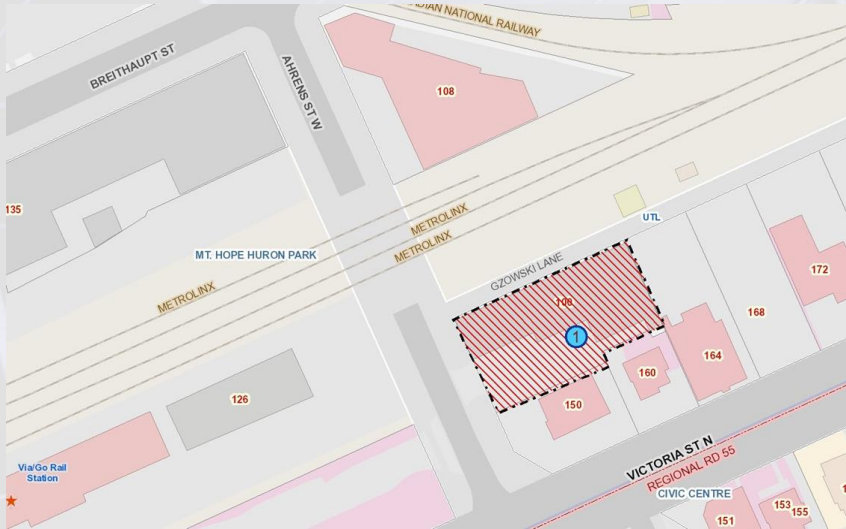 ADIAN NATIONAL RAILWAY
BREITHAUPT ST
AHRENS ST W
108
135
METROLINX
UTL
MT. HOPE HURON PARK
METROLINX
GZOWSKI LANE
172
METROLINX
168
1
164
126
160
150
VICTORIA ST N
REGIONAL RD 55
Via/Go Rail
Station
CIVIC CENTRE
153
155
151